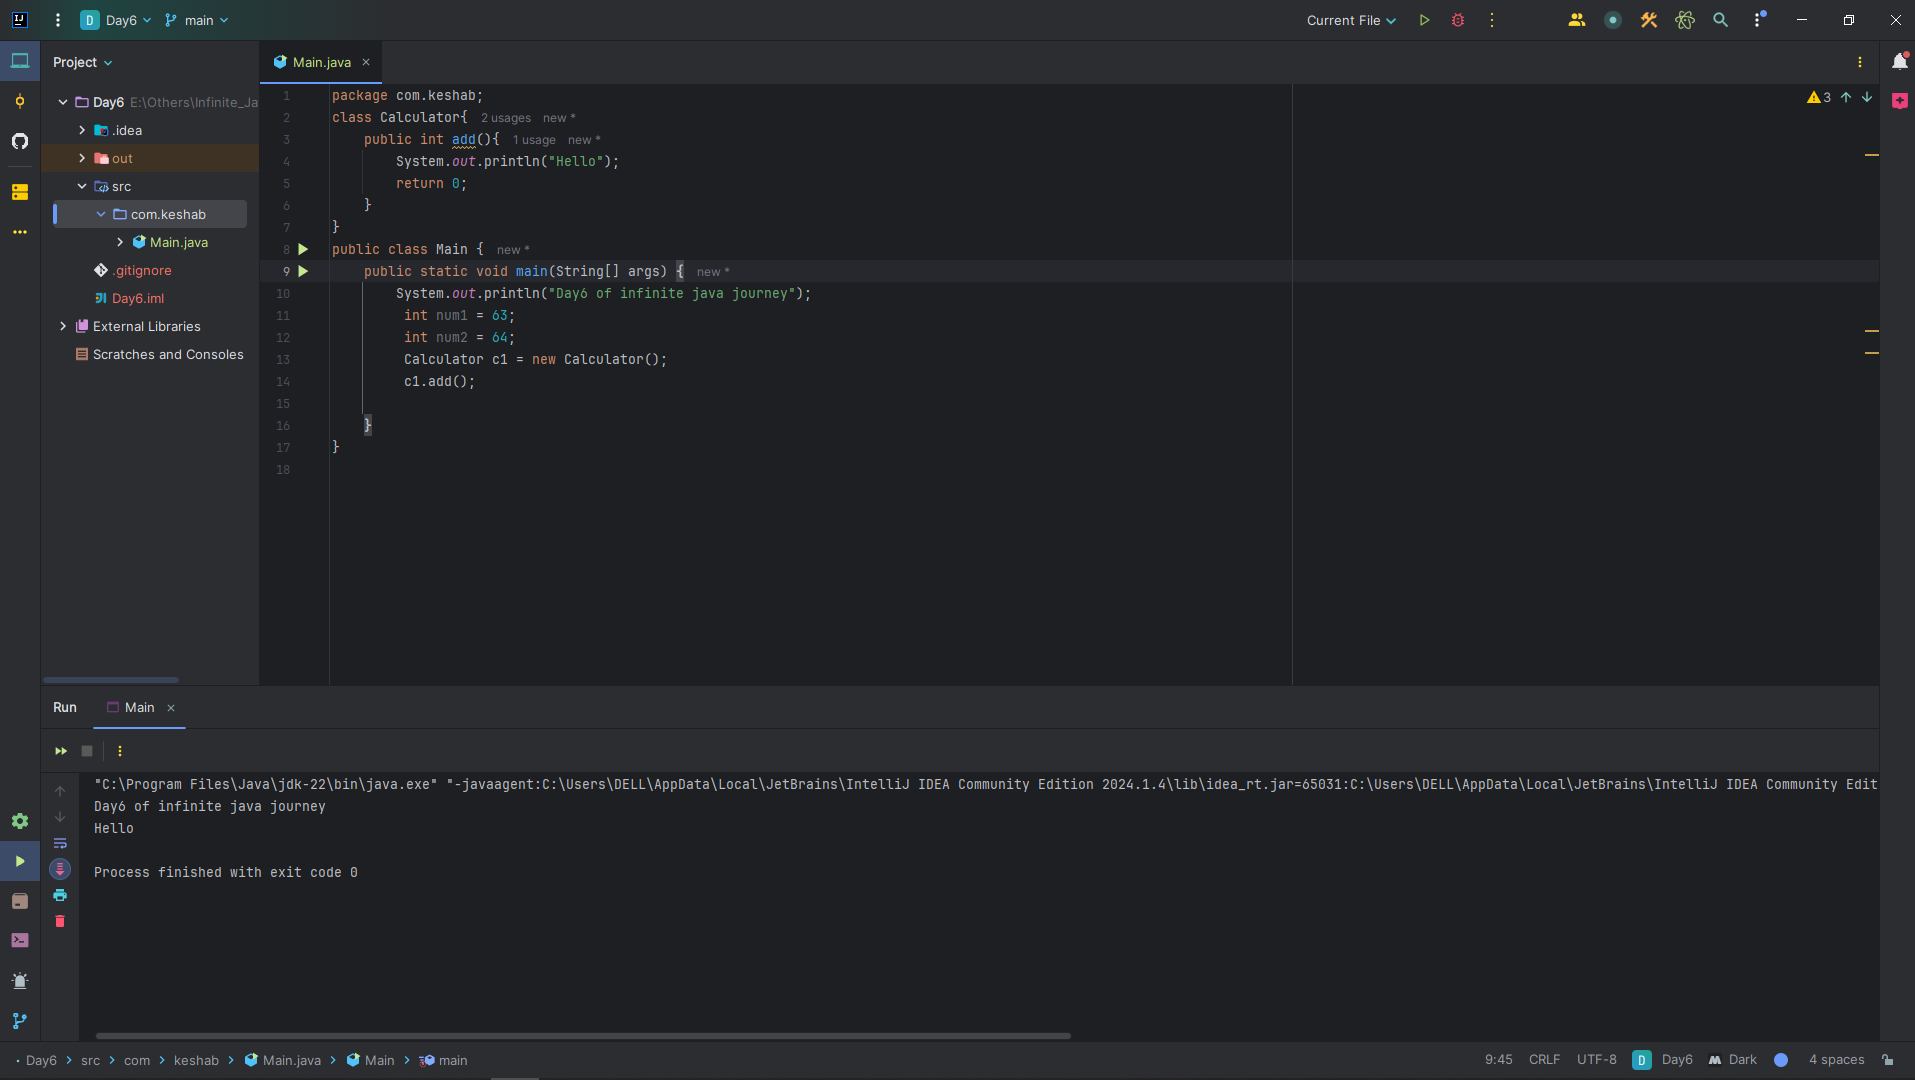 D Day6 main Current File
Project
Main.java
Day6 E:\Others\Infinite_Ja
.idea
out
src
com.keshab
Main.java
.gitignore
Day6.iml
External Libraries
Scratches and Consoles
3
1 package com.keshab;
2 class Calculator{ 2 usages new *
3 public int add(){ 1 usage new *
4 System.out.println("Hello");
5 return 0;
6 }
7 }
8 public class Main { new *
9 public static void main(String[] args) { new *
10 System.out.println("Day6 of infinite java journey");
11 int num1 = 63;
12 int num2 = 64;
13 Calculator c1 = new Calculator();
14 c1.add();
15
16 }
17 }
18
Run Main
"C:\Program Files\Java\jdk-22\bin\java.exe" "-javaagent:C:\Users\DELL\AppData\Local\JetBrains\IntelliJ IDEA Community Edition 2024.1.4\lib\idea_rt.jar=65031:C:\Users\DELL\AppData\Local\JetBrains\IntelliJ IDEA Community Edit
Day6 of infinite java journey
Hello
Process finished with exit code 0
Day6 > src > com > keshab > Main.java > Main > main 9:45 CRLF UTF-8 D Day6 Dark 4 spaces